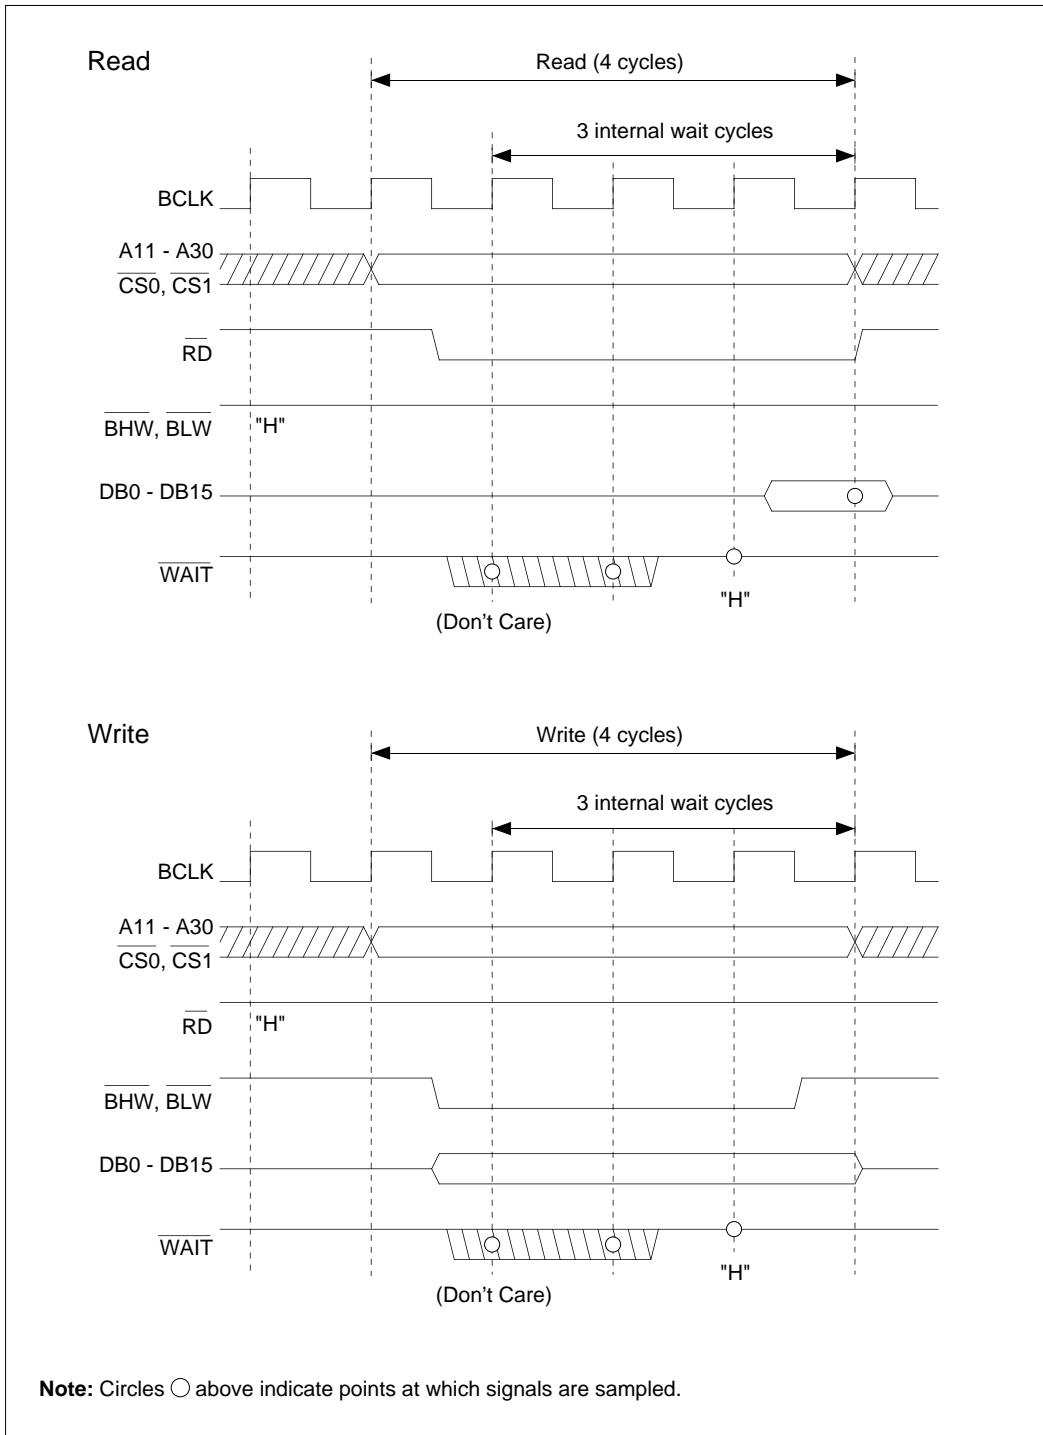 Read
Read (4 cycles)
3 internal wait cycles
BCLK
A11 - A30
CS0, CS1
RD
BHW, BLW
"H"
DB0 - DB15
WAIT
"H"
(Don't Care)
Write
Write (4 cycles)
3 internal wait cycles
BCLK
A11 - A30
CS0, CS1
RD
"H"
BHW, BLW
DB0 - DB15
WAIT
"H"
(Don't Care)
Note: Circles ○ above indicate points at which signals are sampled.